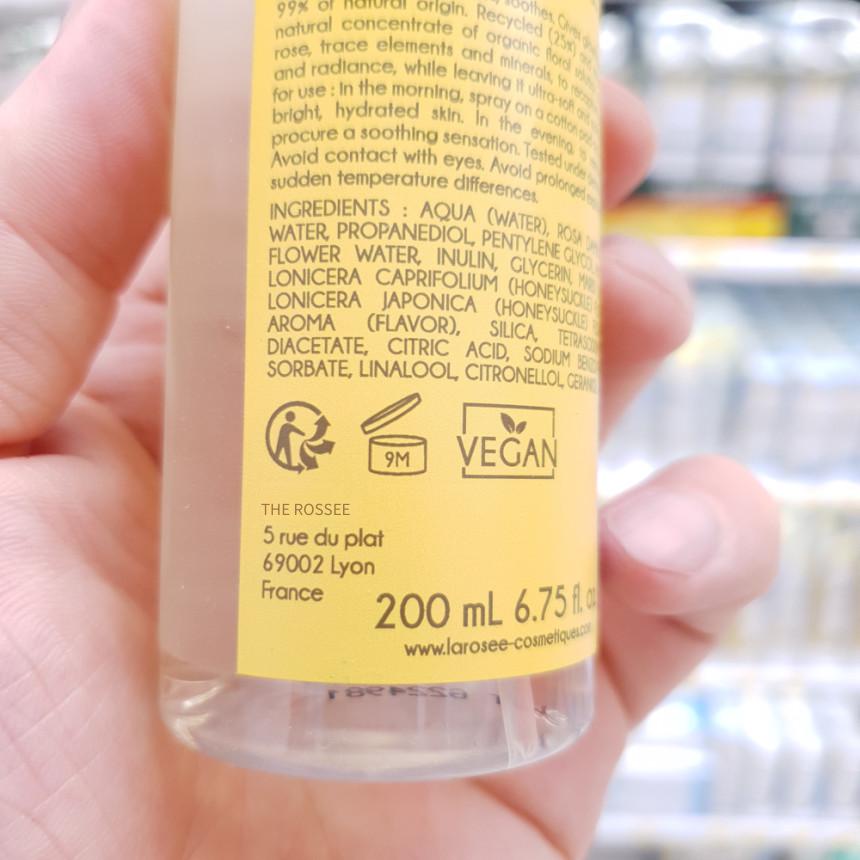 99% of natural origin. Recycled (25%) and
natural concentrate of organic floral
rose, trace elements and minerals, to
and radiance, while leaving it ultra-soft and
for use : In the morning, spray on a cotton pad
bright, hydrated skin. In the evening, to
procure a soothing sensation. Tested under
Avoid contact with eyes. Avoid prolonged
sudden temperature differences.
INGREDIENTS : AQUA (WATER), ROSA
WATER, PROPANEDIOL, PENTYLENE GLYCOL,
FLOWER WATER, INULIN, GLYCERIN,
LONICERA CAPRIFOLIUM (HONEYSUCKLE)
LONICERA JAPONICA (HONEYSUCKLE)
AROMA (FLAVOR), SILICA,
DIACETATE, CITRIC ACID, SODIUM
SORBATE, LINALOOL, CITRONELLOL,
9M
VEGAN
THE ROSSEE
5 rue du plat
69002 Lyon
France
200 mL 6.75 fl.
www.larosee-cosmetiques